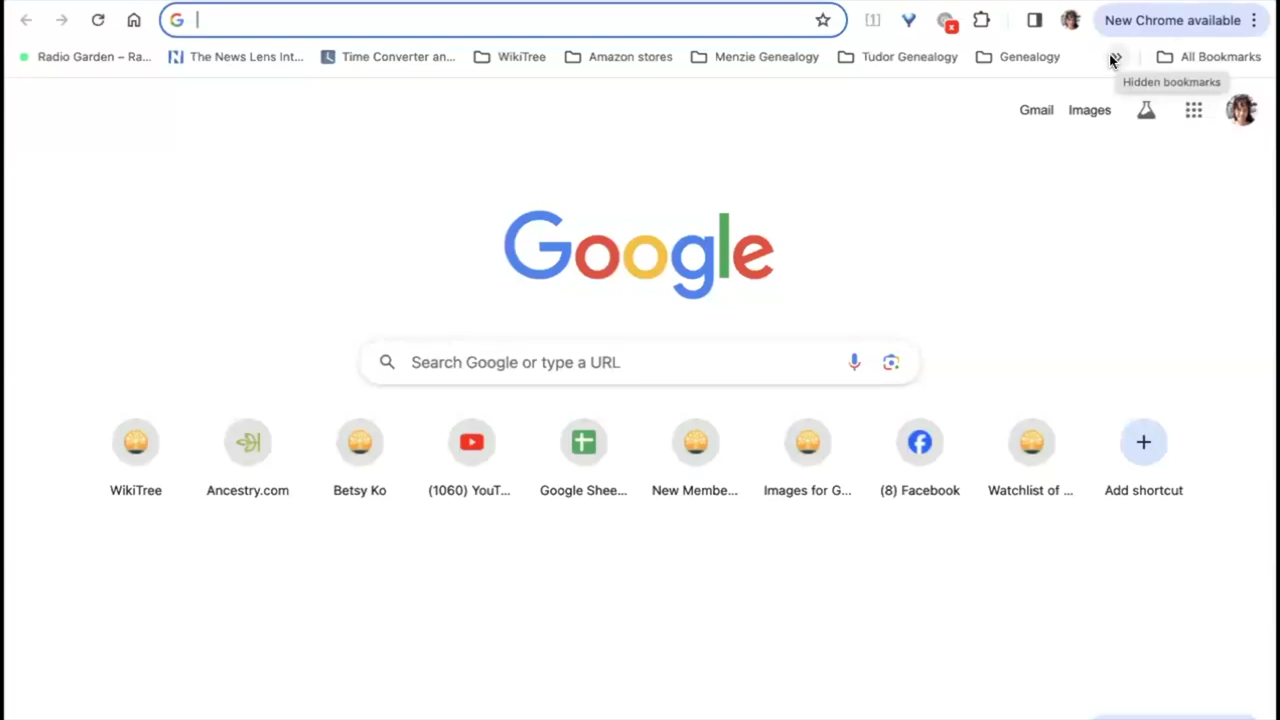 New Chrome available
Radio Garden – Ra... The News Lens Int... Time Converter an... WikiTree Amazon stores Menzie Genealogy Tudor Genealogy Genealogy » All Bookmarks
Hidden bookmarks
Gmail Images
Google
Search Google or type a URL
WikiTree Ancestry.com Betsy Ko (1060) YouT... Google Shee... New Membe... Images for G... (8) Facebook Watchlist of ... Add shortcut